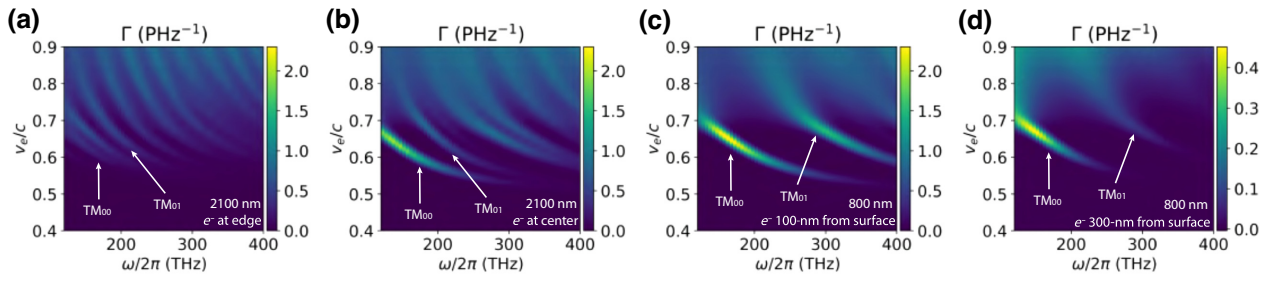 (a)
Γ (PHz⁻¹)
vₑ/c
0.9
0.8
0.7
0.6
0.5
0.4
TM₀₀
TM₀₁
2100 nm
e⁻ at edge
200
400
ω/2π (THz)
2.0
1.5
1.0
0.5
0.0
(b)
Γ (PHz⁻¹)
vₑ/c
0.9
0.8
0.7
0.6
0.5
0.4
TM₀₀
TM₀₁
2100 nm
e⁻ at center
200
300
400
ω/2π (THz)
2.0
1.5
1.0
0.5
0.0
(c)
Γ (PHz⁻¹)
vₑ/c
0.9
0.8
0.7
0.6
0.5
0.4
TM₀₀
TM₀₁
800 nm
e⁻ 100-nm from surface
200
300
400
ω/2π (THz)
2.0
1.5
1.0
0.5
0.0
(d)
Γ (PHz⁻¹)
vₑ/c
0.9
0.8
0.7
0.6
0.5
0.4
TM₀₀
TM₀₁
800 nm
e⁻ 300-nm from surface
200
300
400
ω/2π (THz)
0.4
0.3
0.2
0.1
0.0